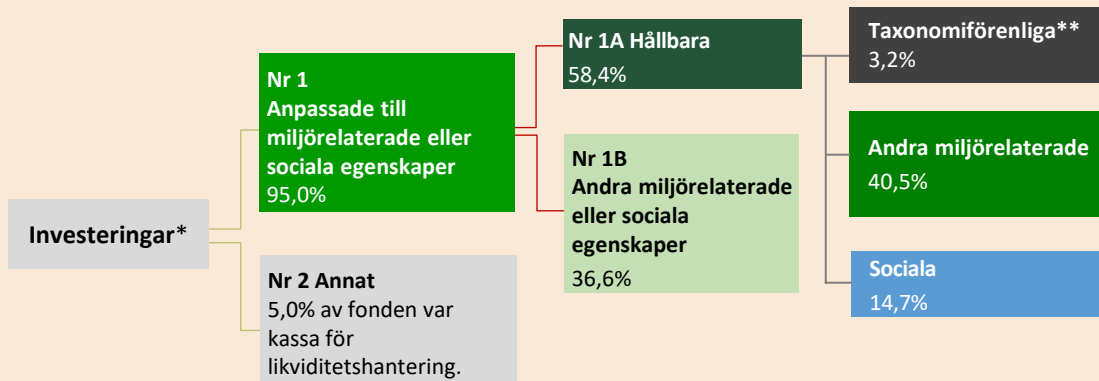 Investeringar*
Nr 1
Anpassade till
miljörelaterade eller
sociala egenskaper
95,0%
Nr 2 Annat
5,0% av fonden var
kassa för
likviditetshantering.
Nr 1A Hållbara
58,4%
Nr 1B
Andra miljörelaterade
eller sociala
egenskaper
36,6%
Taxonomiförenliga**
3,2%
Andra miljörelaterade
40,5%
Sociala
14,7%